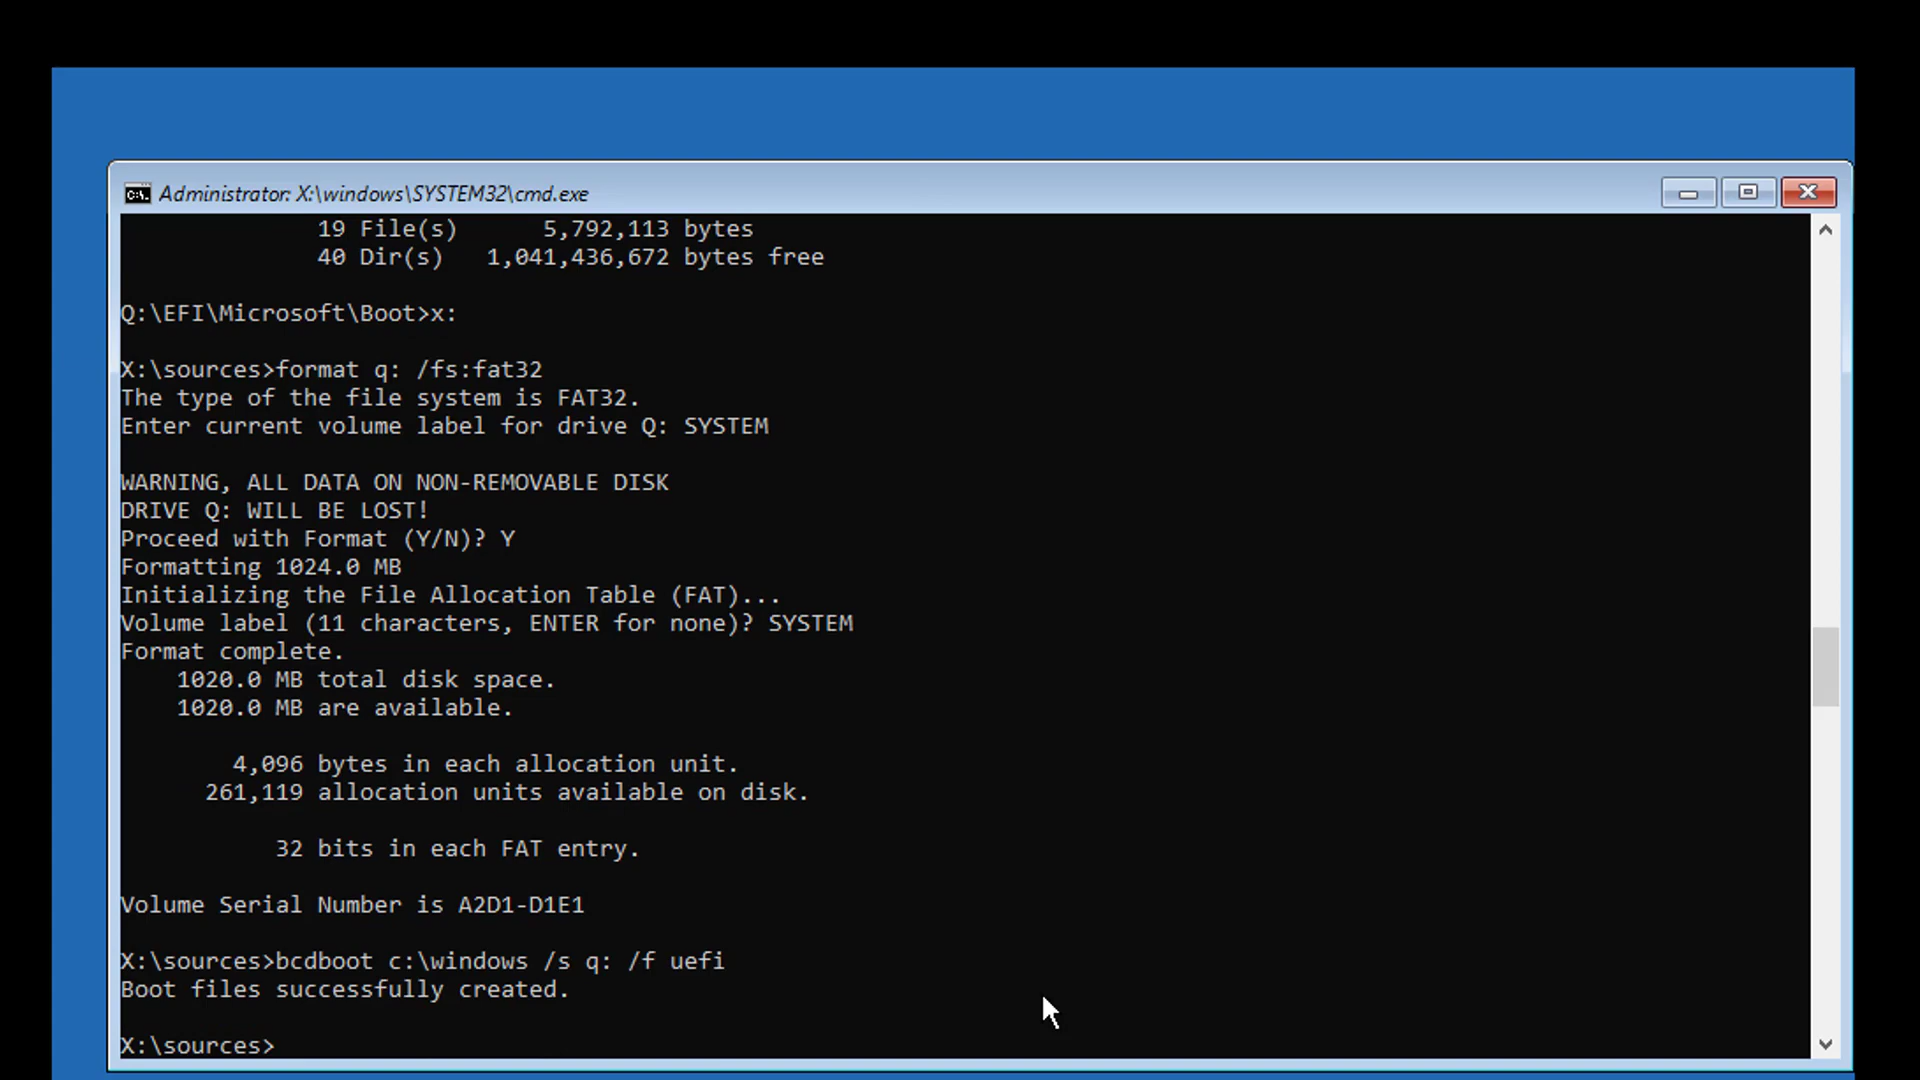 Administrator: X:\windows\SYSTEM32\cmd.exe
19 File(s) 5,792,113 bytes
40 Dir(s) 1,041,436,672 bytes free
Q:\EFI\Microsoft\Boot>x:
X:\sources>format q: /fs:fat32
The type of the file system is FAT32.
Enter current volume label for drive Q: SYSTEM
WARNING, ALL DATA ON NON-REMOVABLE DISK
DRIVE Q: WILL BE LOST!
Proceed with Format (Y/N)? Y
Formatting 1024.0 MB
Initializing the File Allocation Table (FAT)...
Volume label (11 characters, ENTER for none)? SYSTEM
Format complete.
1020.0 MB total disk space.
1020.0 MB are available.
4,096 bytes in each allocation unit.
261,119 allocation units available on disk.
32 bits in each FAT entry.
Volume Serial Number is A2D1-D1E1
X:\sources>bcdboot c:\windows /s q: /f uefi
Boot files successfully created.
X:\sources>